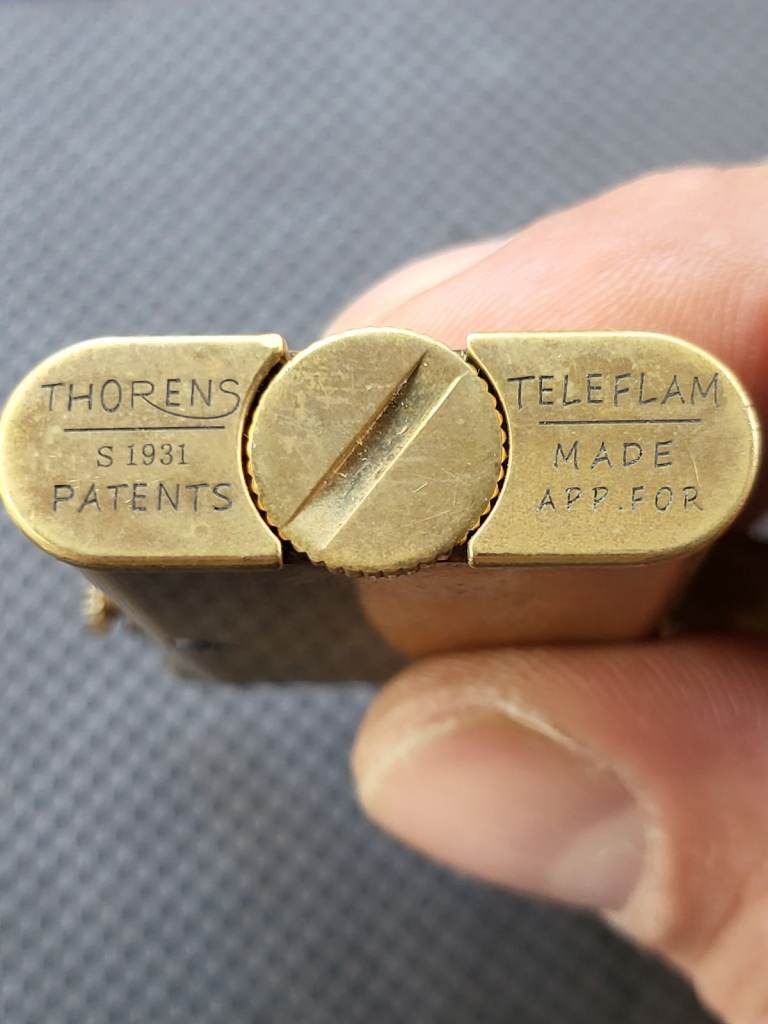 THORENS
S 1931
PATENTS
TELEFLAM
MADE
APP.FOR